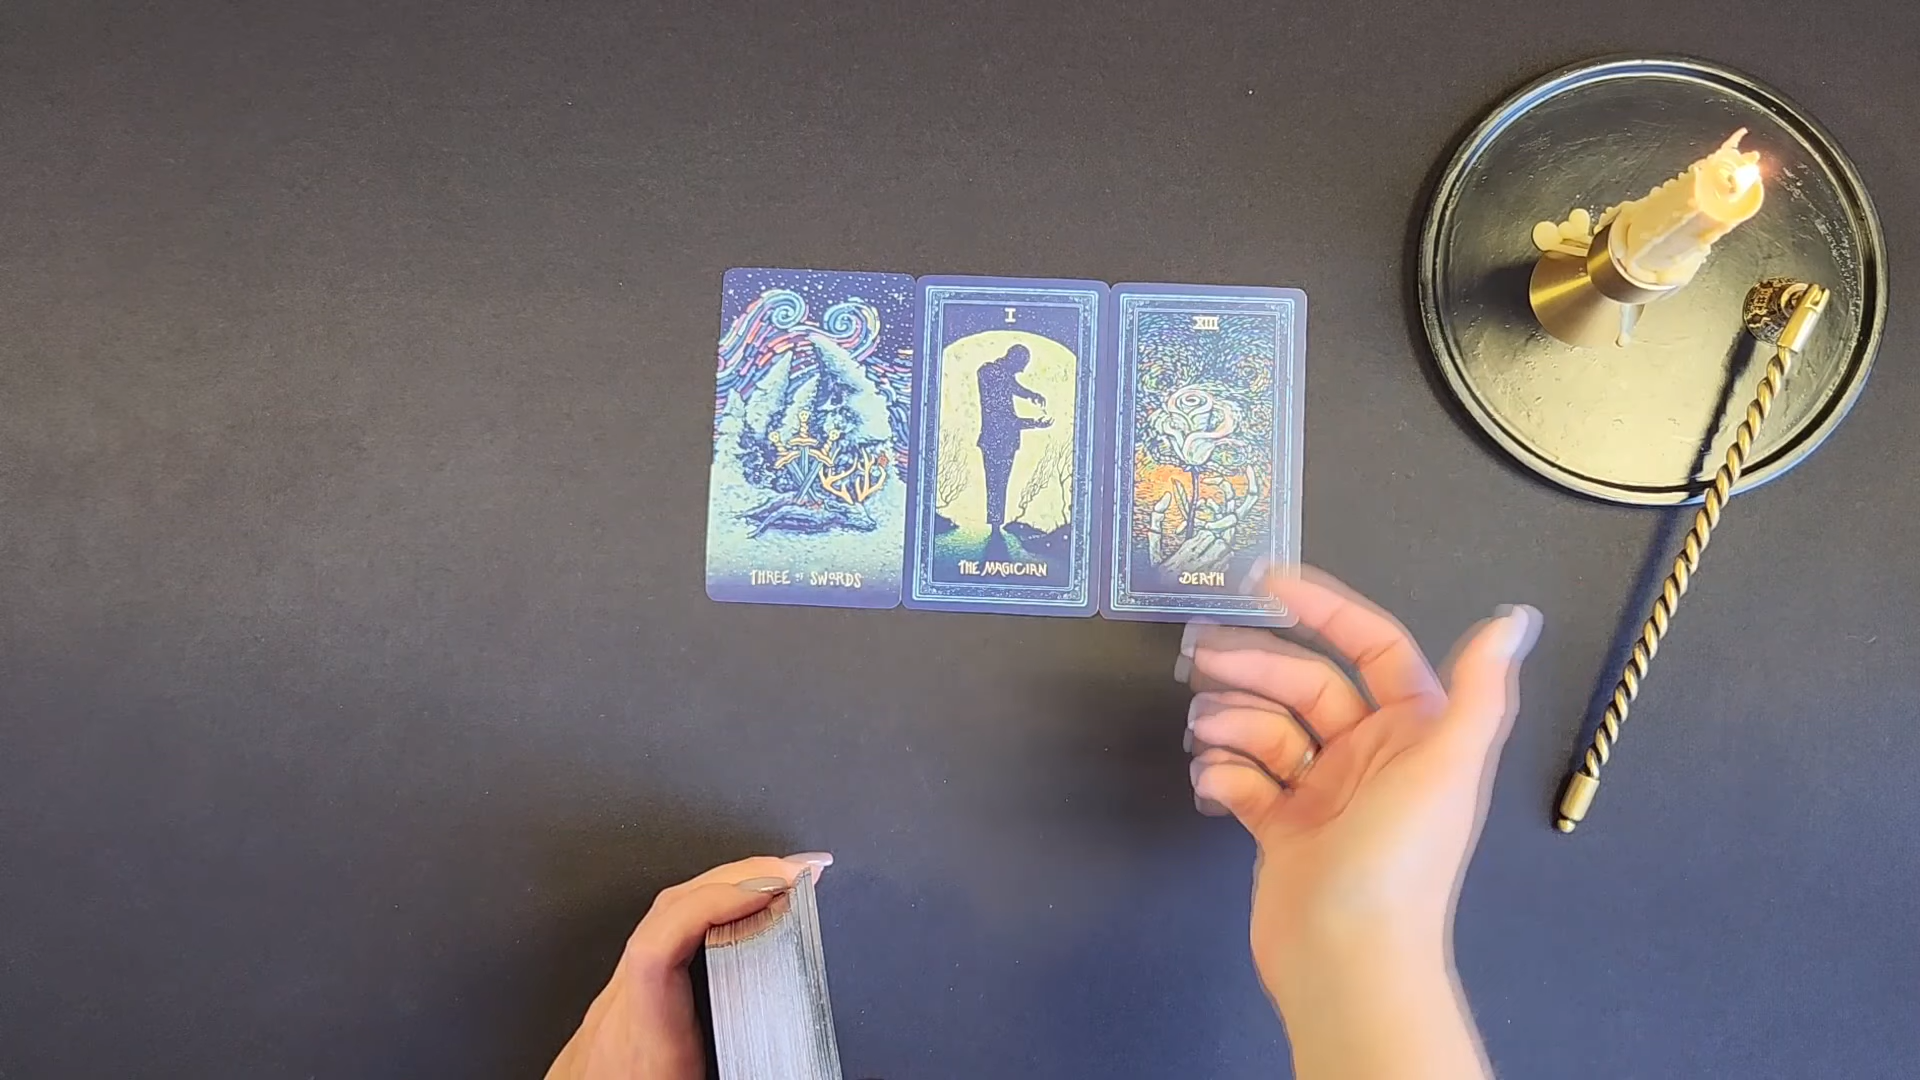 THREE OF SWORDS
I
THE MAGICIAN
XIII
DEATH